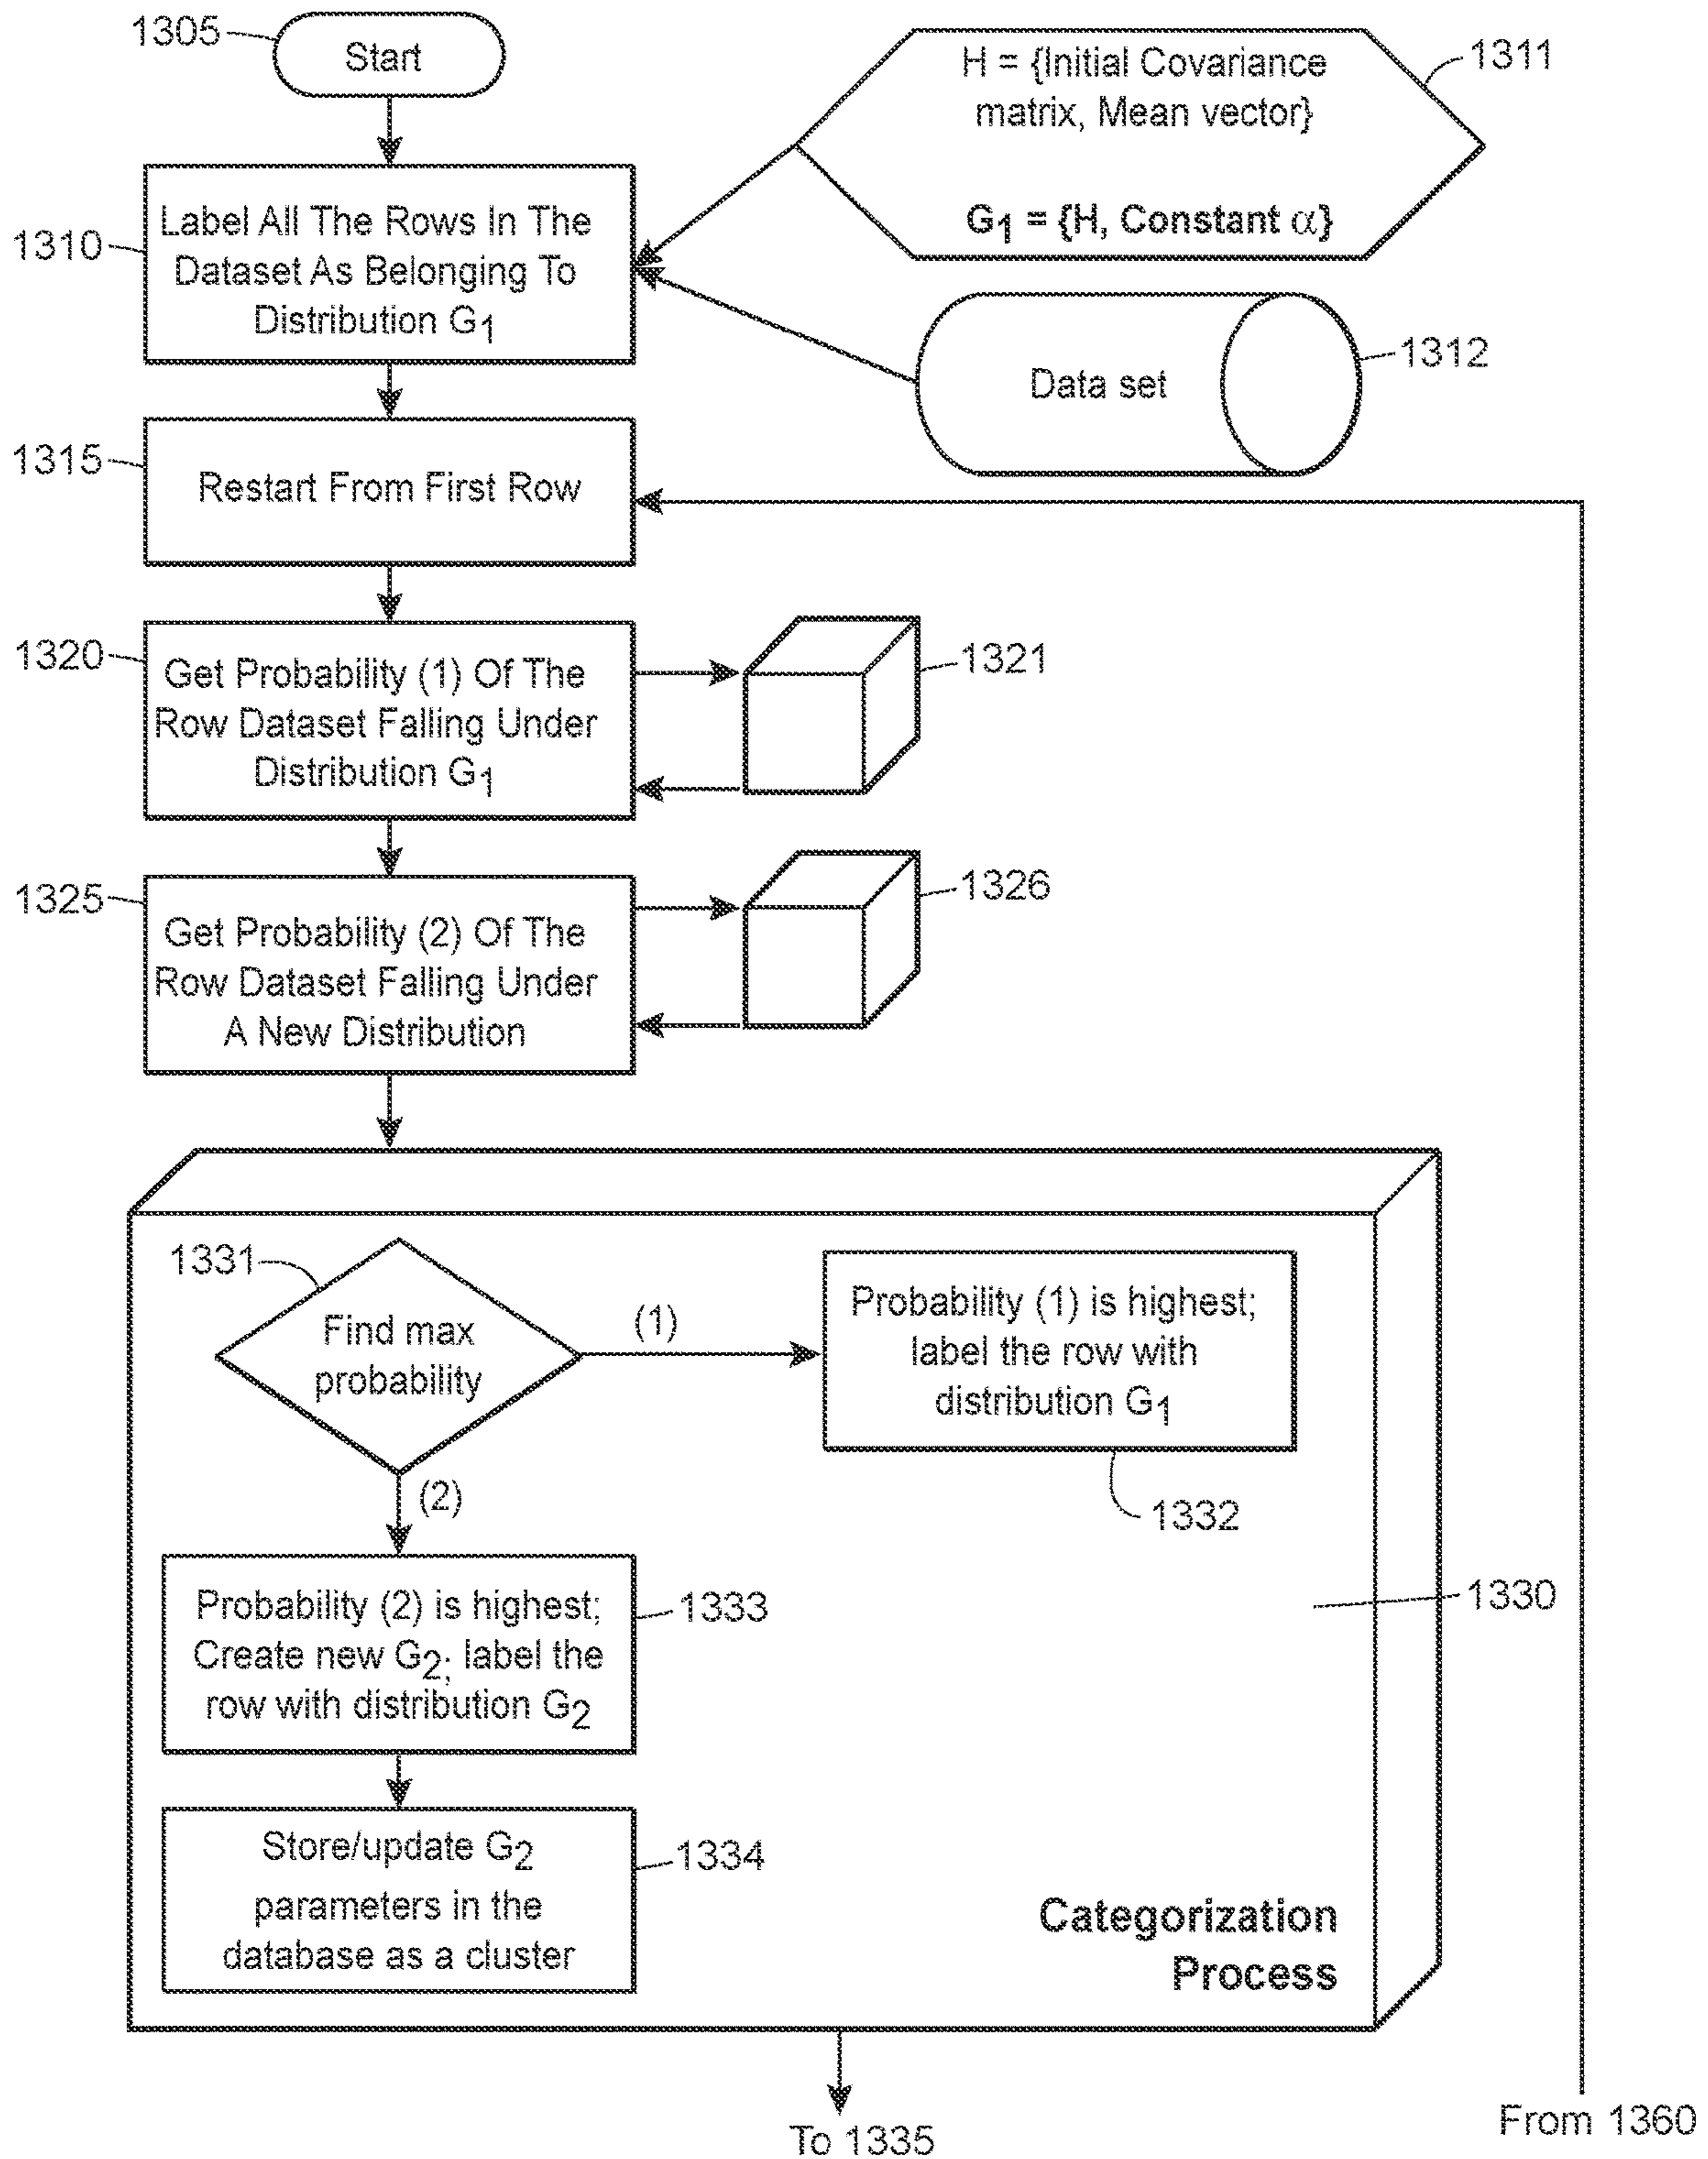 1305
Start
H = {Initial Covariance
matrix, Mean vector}
G1 = {H, Constant α}
1311
1310
Label All The Rows In The
Dataset As Belonging To
Distribution G1
Data set
1312
1315
Restart From First Row
1320
Get Probability (1) Of The
Row Dataset Falling Under
Distribution G1
1321
1325
Get Probability (2) Of The
Row Dataset Falling Under
A New Distribution
1326
1331
Find max
probability
(1)
Probability (1) is highest;
label the row with
distribution G1
1332
(2)
Probability (2) is highest;
Create new G2; label the
row with distribution G2
1333
1330
Store/update G2
parameters in the
database as a cluster
1334
Categorization
Process
To 1335
From 1360